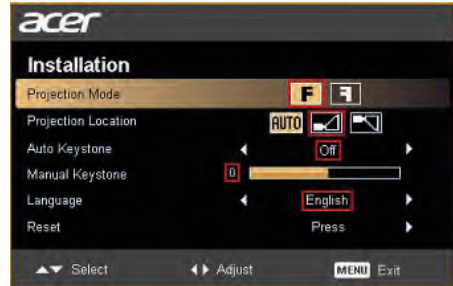 acer
Installation
Projection Mode F F
Projection Location AUTO
Auto Keystone Off
Manual Keystone 0
Language English
Reset Press
Select Adjust MENU Exit